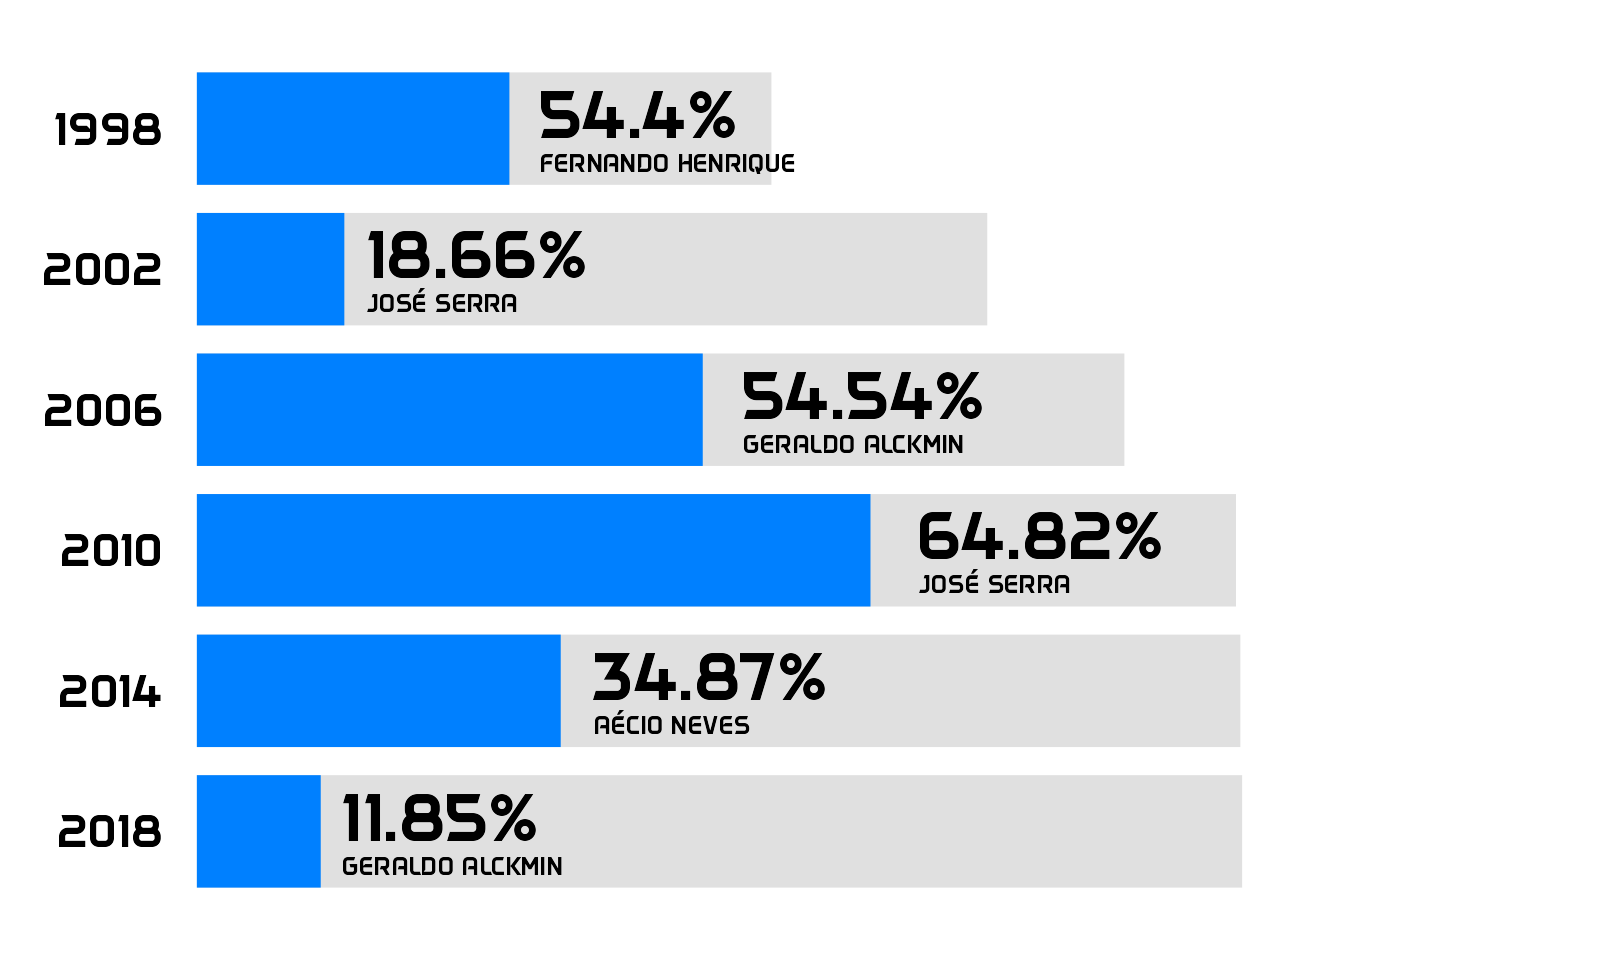 1998
54.4%
FERNANDO HENRIQUE
2002
18.66%
JOSÉ SERRA
2006
54.54%
GERALDO ALCKMIN
2010
64.82%
JOSÉ SERRA
2014
34.87%
AÉCIO NEVES
2018
11.85%
GERALDO ALCKMIN